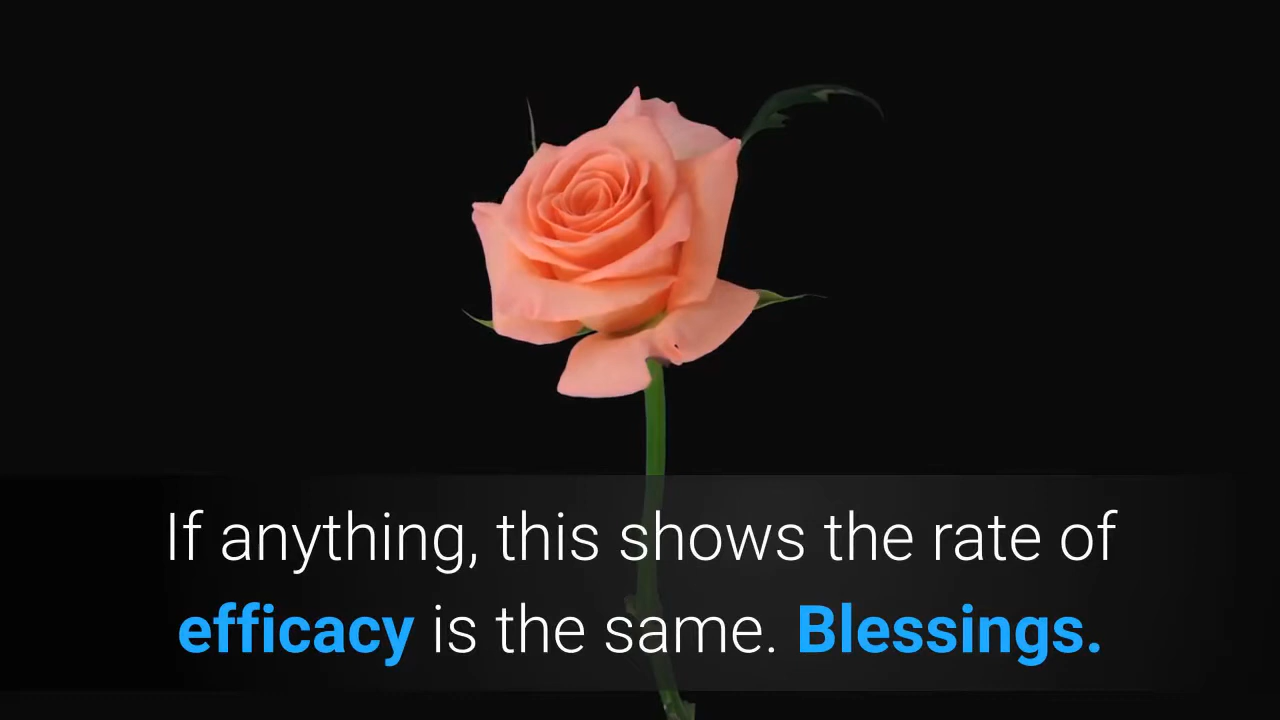 If anything, this shows the rate of
efficacy is the same. Blessings.